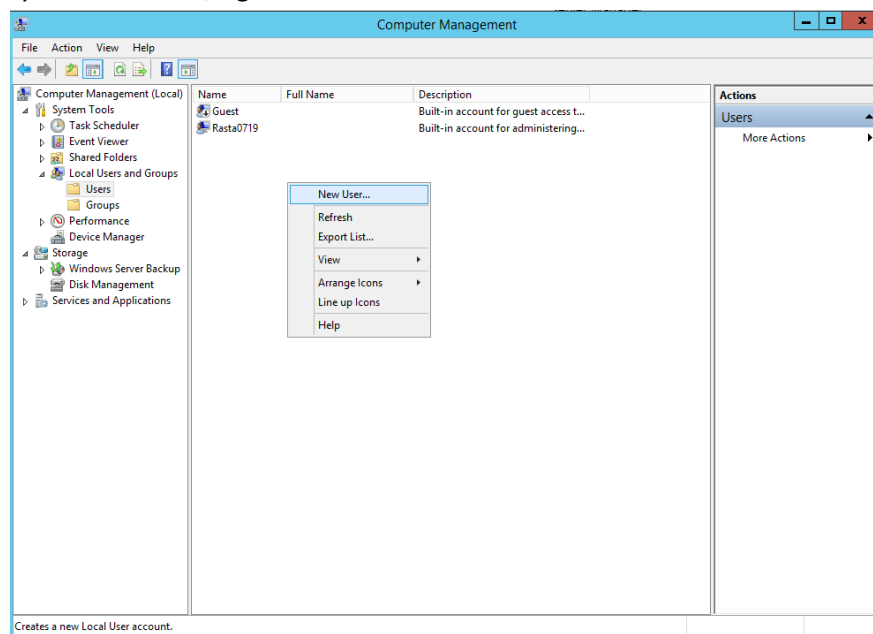 Computer Management
File Action View Help
Computer Management (Local)
System Tools
Task Scheduler
Event Viewer
Shared Folders
Local Users and Groups
Users
Groups
Performance
Device Manager
Storage
Windows Server Backup
Disk Management
Services and Applications
Name Full Name Description
Guest Built-in account for guest access t...
Rasta0719 Built-in account for administering...
New User...
Refresh
Export List...
View
Arrange Icons
Line up Icons
Help
Actions
Users
More Actions
Creates a new Local User account.